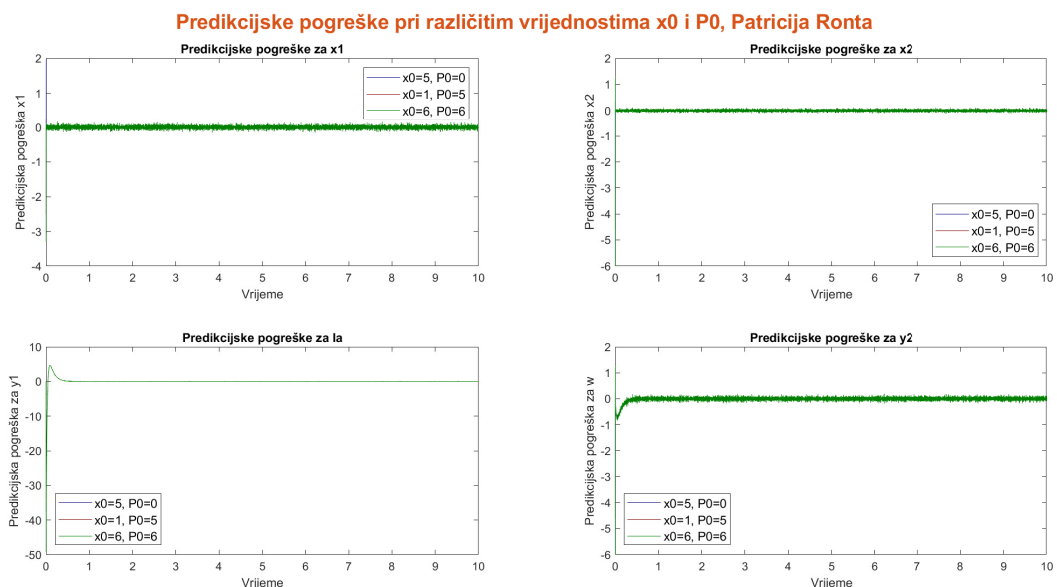 Predikcijske pogreške pri različitim vrijednostima x0 i P0, Patricija Ronta
Predikcijske pogreške za x1
Predikcijska pogreška x1
2
1
0
-1
-2
-3
-4
0 1 2 3 4 5 6 7 8 9 10
Vrijeme
x0=5, P0=0
x0=1, P0=5
x0=6, P0=6
Predikcijske pogreške za x2
Predikcijska pogreška x2
2
1
0
-1
-2
-3
-4
-5
-6
0 1 2 3 4 5 6 7 8 9 10
Vrijeme
x0=5, P0=0
x0=1, P0=5
x0=6, P0=6
Predikcijske pogreške za Ia
Predikcijska pogreška za y1
10
0
-10
-20
-30
-40
-50
0 1 2 3 4 5 6 7 8 9 10
Vrijeme
x0=5, P0=0
x0=1, P0=5
x0=6, P0=6
Predikcijske pogreške za y2
Predikcijska pogreška za w
2
1
0
-1
-2
-3
-4
-5
-6
0 1 2 3 4 5 6 7 8 9 10
Vrijeme
x0=5, P0=0
x0=1, P0=5
x0=6, P0=6